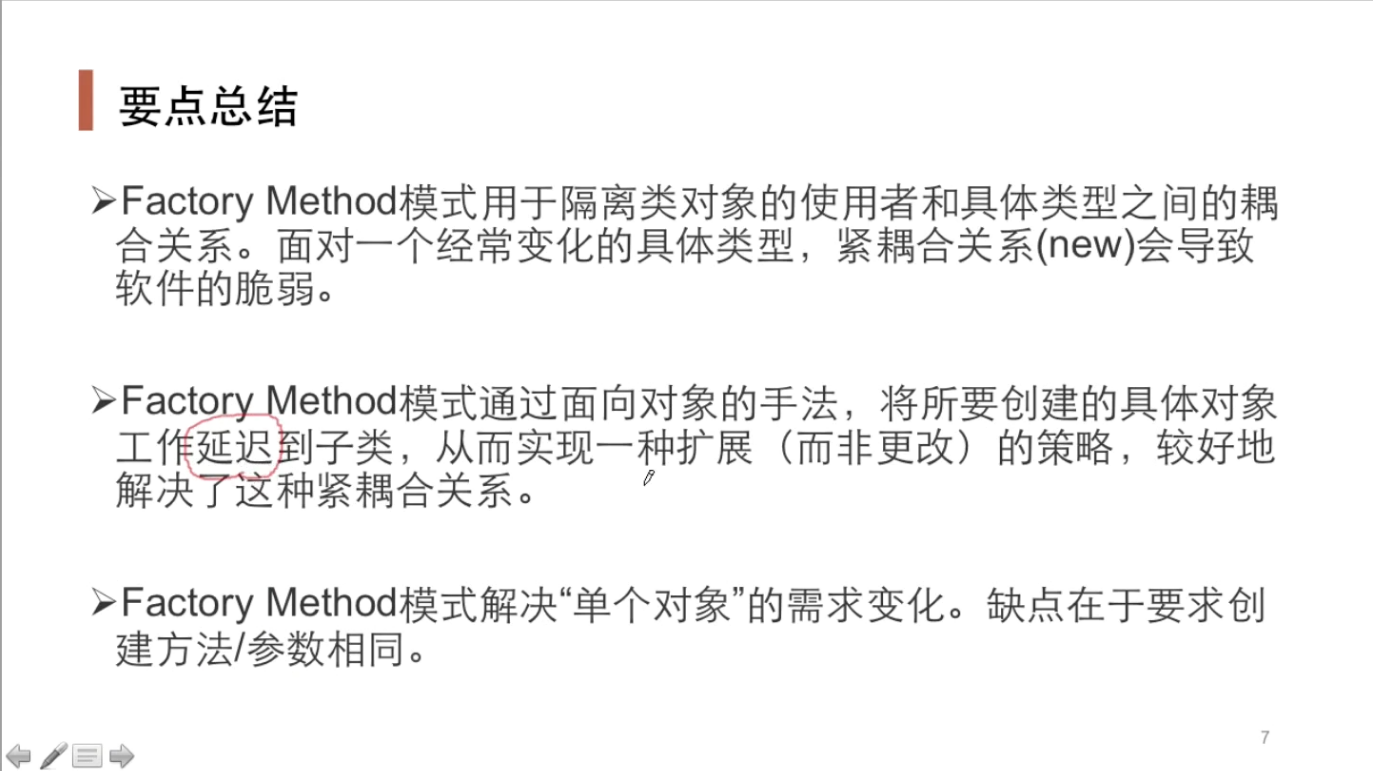 要点总结
➢Factory Method模式用于隔离类对象的使用者和具体类型之间的耦
合关系。面对一个经常变化的具体类型，紧耦合关系(new)会导致
软件的脆弱。
➢Factory Method模式通过面向对象的手法，将所要创建的具体对象
工作延迟到子类，从而实现一种扩展（而非更改）的策略，较好地
解决了这种紧耦合关系。
➢Factory Method模式解决“单个对象”的需求变化。缺点在于要求创
建方法/参数相同。
7